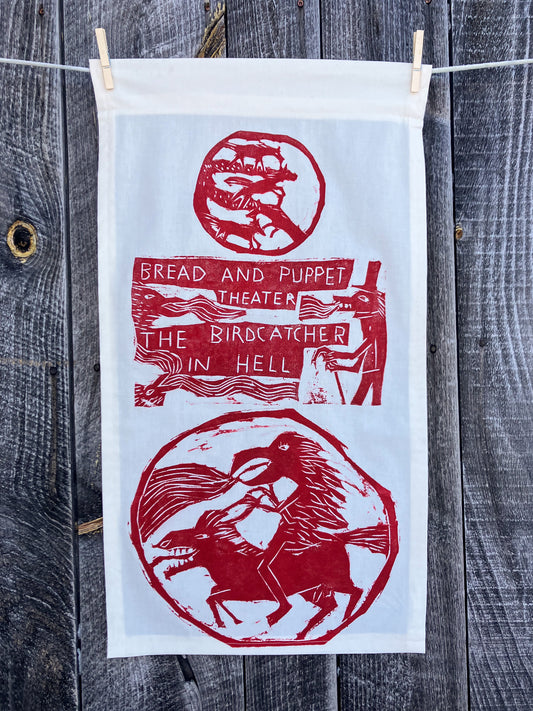 BREAD AND PUPPET
THEATER
THE BIRDCATCHER
IN HELL